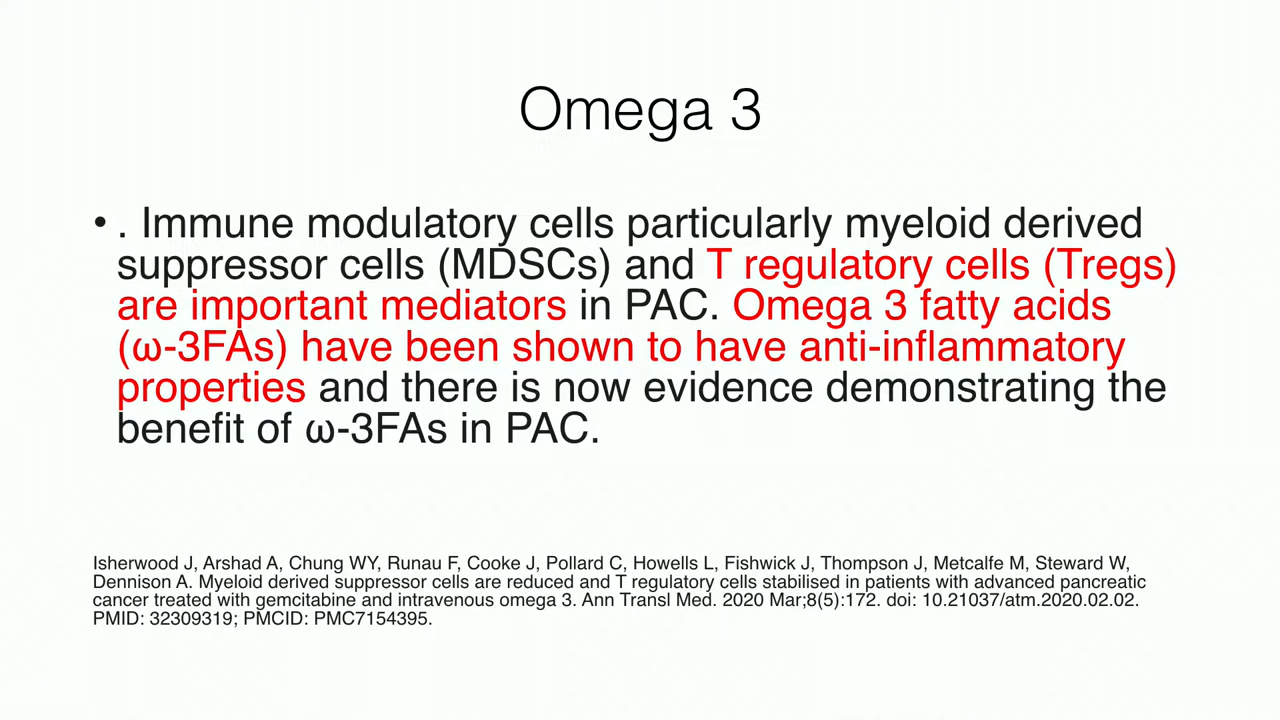 Omega 3
• . Immune modulatory cells particularly myeloid derived
suppressor cells (MDSCs) and T regulatory cells (Tregs)
are important mediators in PAC. Omega 3 fatty acids
(ω-3FAs) have been shown to have anti-inflammatory
properties and there is now evidence demonstrating the
benefit of ω-3FAs in PAC.
Isherwood J, Arshad A, Chung WY, Runau F, Cooke J, Pollard C, Howells L, Fishwick J, Thompson J, Metcalfe M, Steward W,
Dennison A. Myeloid derived suppressor cells are reduced and T regulatory cells stabilised in patients with advanced pancreatic
cancer treated with gemcitabine and intravenous omega 3. Ann Transl Med. 2020 Mar;8(5):172. doi: 10.21037/atm.2020.02.02.
PMID: 32309319; PMCID: PMC7154395.